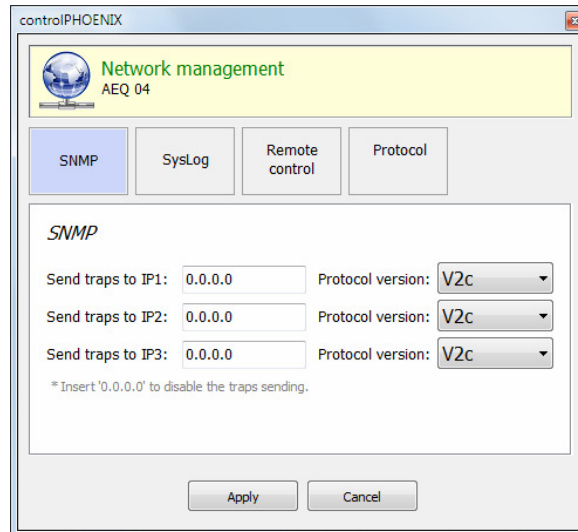 controlPHOENIX
Network management
AEQ 04
SNMP
SysLog
Remote
control
Protocol
SNMP
Send traps to IP1: 0.0.0.0 Protocol version: V2c
Send traps to IP2: 0.0.0.0 Protocol version: V2c
Send traps to IP3: 0.0.0.0 Protocol version: V2c
* Insert '0.0.0.0' to disable the traps sending.
Apply Cancel